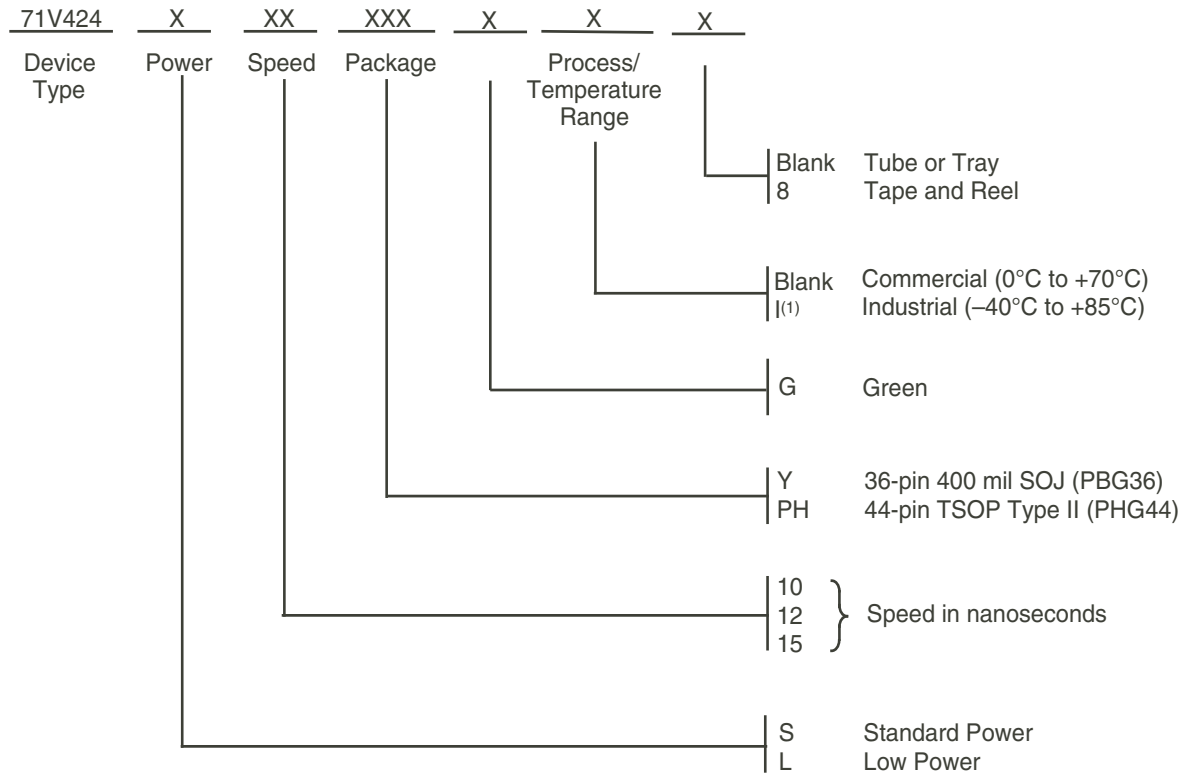 71V424 X XX XXX X X X
Device Type Power Speed Package Process/ Temperature Range
Blank Tube or Tray
8 Tape and Reel
Blank Commercial (0°C to +70°C)
I(1) Industrial (–40°C to +85°C)
G Green
Y 36-pin 400 mil SOJ (PBG36)
PH 44-pin TSOP Type II (PHG44)
10
12 Speed in nanoseconds
15
S Standard Power
L Low Power